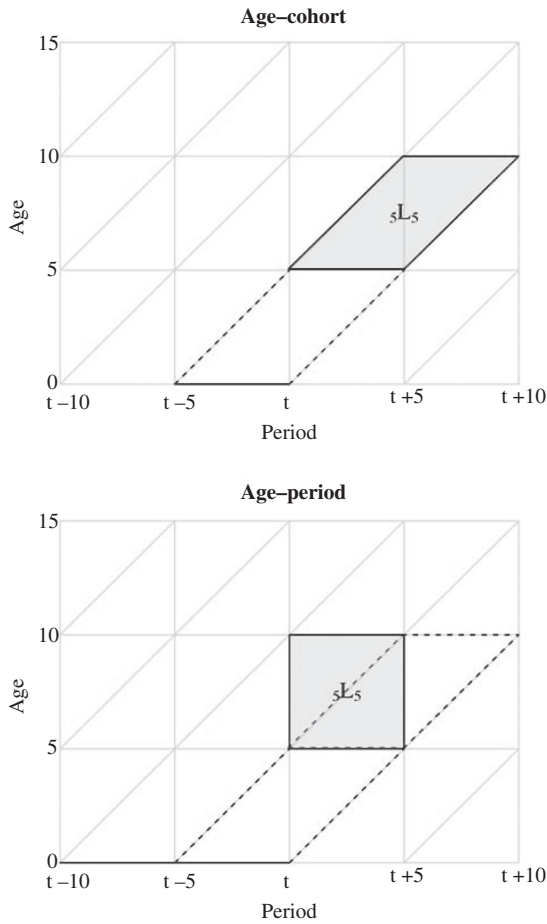 Age–cohort
15
10
5
0
Age
₅L₅
t –10
t –5
t
t +5
t +10
Period
Age–period
15
10
5
0
Age
₅L₅
t –10
t –5
t
t +5
t +10
Period